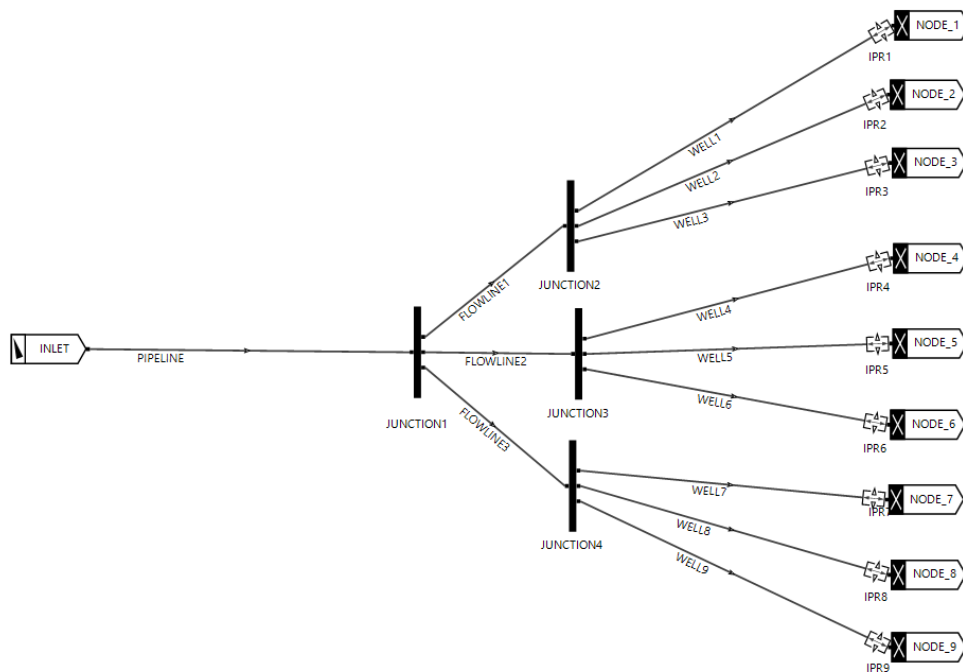 NODE_1
IPR1
NODE_2
IPR2
WELL1
WELL2
NODE_3
IPR3
WELL3
NODE_4
JUNCTION2
FLOWLINE1
IPR4
WELL4
INLET
PIPELINE
FLOWLINE2
WELL5
NODE_5
IPR5
JUNCTION1
JUNCTION3
WELL6
NODE_6
FLOWLINE3
IPR6
WELL7
NODE_7
WELL8
JUNCTION4
WELL9
NODE_8
IPR8
NODE_9
IPR9